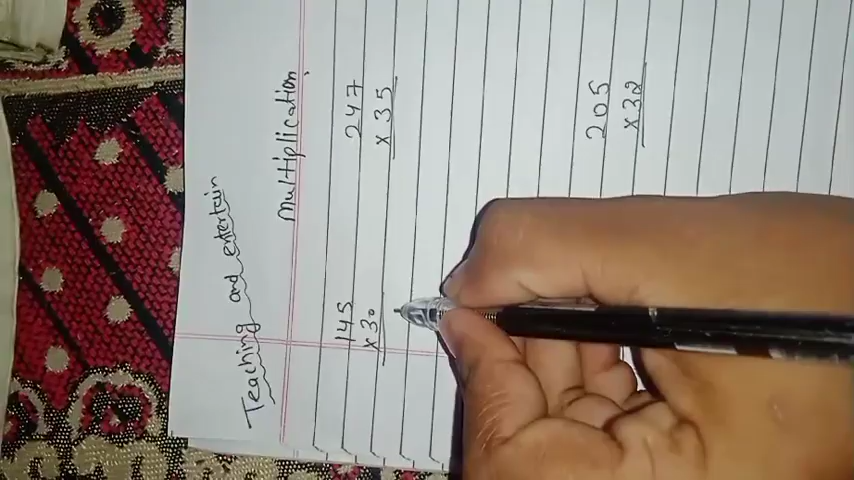 Teaching and entertain
Multiplication.
145
x 30
247
x 35
205
x 32